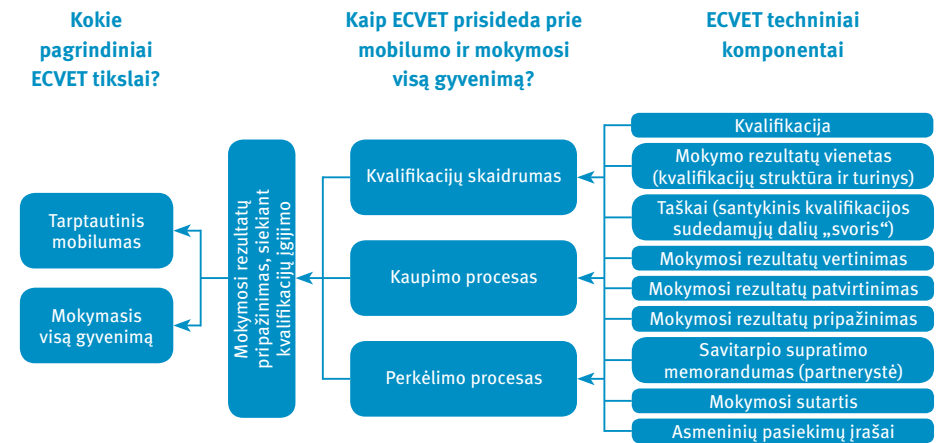 Kokie
pagrindiniai
ECVET tikslai?
Kaip ECVET prisideda prie
mobilumo ir mokymosi
visą gyvenimą?
ECVET techniniai
komponentai
Tarptautinis
mobilumas
Mokymasis
visą gyvenimą
Mokymosi rezultatų
pripažinimas, siekiant
kvalifikacijų įgijimo
Kvalifikacijų skaidrumas
Kaupimo procesas
Perkėlimo procesas
Kvalifikacija
Mokymo rezultatų vienetas
(kvalifikacijų struktūra ir turinys)
Taškai (santykinis kvalifikacijos
sudedamųjų dalių „svoris“)
Mokymosi rezultatų vertinimas
Mokymosi rezultatų patvirtinimas
Mokymosi rezultatų pripažinimas
Savitarpio supratimo
memorandumas (partnerystė)
Mokymosi sutartis
Asmeninių pasiekimų įrašai